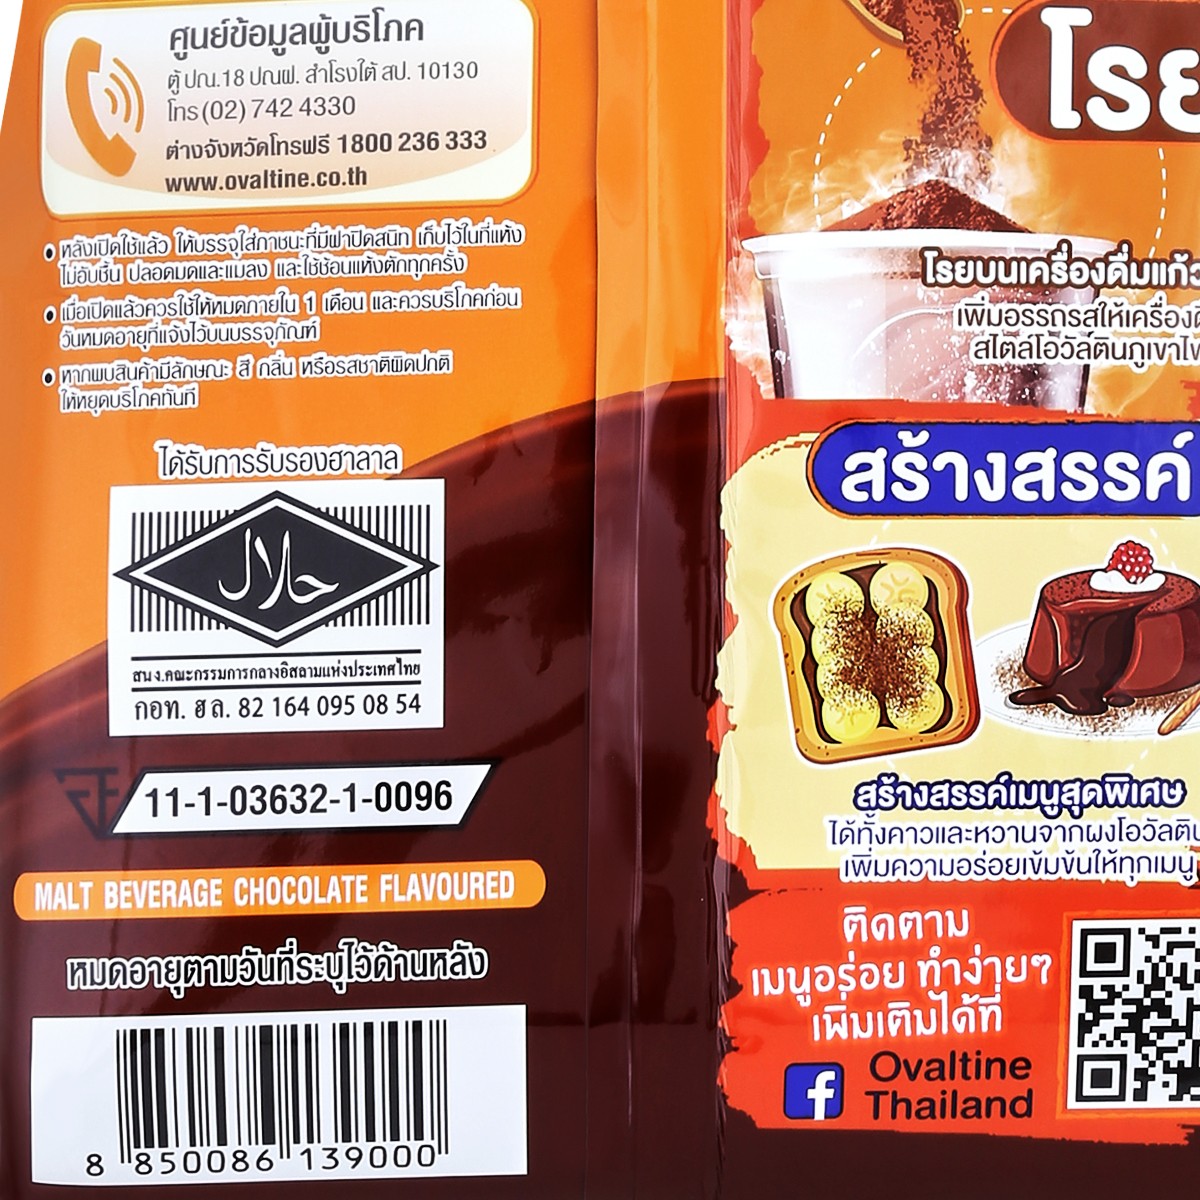 ศูนย์ข้อมูลผู้บริโภค
ตู้ ปณ.18 ปณฝ. สำโรงใต้ สป. 10130
โทร (02) 742 4330
ต่างจังหวัดโทรฟรี 1800 236 333
www.ovaltine.co.th
• หลังเปิดใช้แล้ว ให้บรรจุใส่ภาชนะที่มีฝาปิดสนิท เก็บไว้ในที่แห้ง
ไม่อับชื้น ปลอดมดและแมลง และใช้ช้อนแห้งตักทุกครั้ง
• เมื่อเปิดแล้วควรใช้ให้หมดภายใน 1 เดือน และควรบริโภคก่อน
วันหมดอายุที่แจ้งไว้บนบรรจุภัณฑ์
• หากพบสินค้ามีลักษณะ สี กลิ่น หรือรสชาติผิดปกติ
ให้หยุดบริโภคทันที
ได้รับการรับรองฮาลาล
حلال
สนง.คณะกรรมการกลางอิสลามแห่งประเทศไทย
กอท. ฮล. 82 164 095 08 54
11-1-03632-1-0096
MALT BEVERAGE CHOCOLATE FLAVOURED
หมดอายุตามวันที่ระบุไว้ด้านหลัง
8 850086 139000
โรย
โรยบนเครื่องดื่มแก้ว
เพิ่มอรรถรสให้เครื่องดื่
สไตล์โอวัลตินภูเขาไฟ
สร้างสรรค์
สร้างสรรค์เมนูสุดพิเศษ
ได้ทั้งคาวและหวานจากผงโอวัลติน
เพิ่มความอร่อยเข้มข้นให้ทุกเมนู
ติดตาม
เมนูอร่อย ทำง่ายๆ
เพิ่มเติมได้ที่
Ovaltine
Thailand